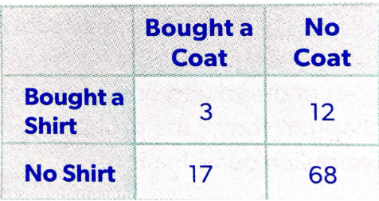 Bought a No
Coat Coat
Bought a
Shirt 3 12
No Shirt 17 68